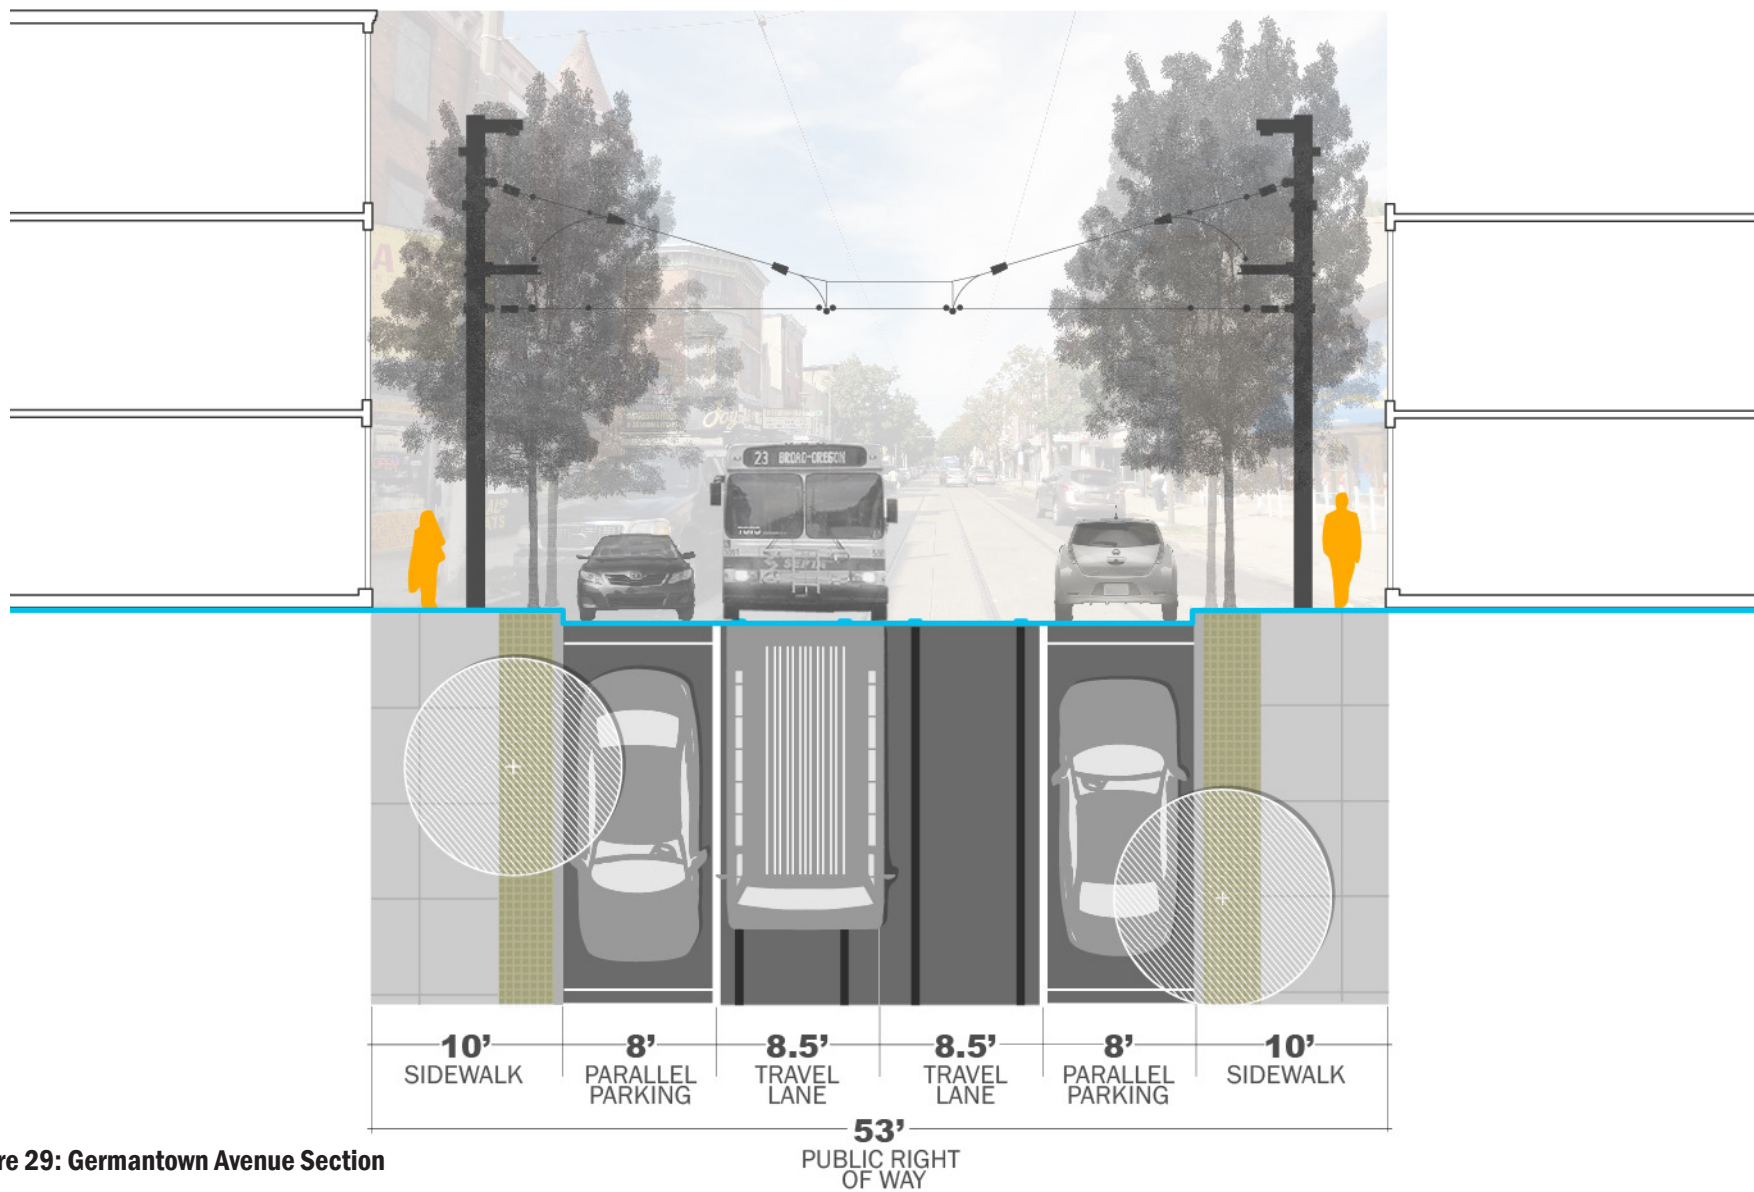 23 BROAD-OREGON
SEPTA
10' 8' 8.5' 8.5' 8' 10'
SIDEWALK PARALLEL TRAVEL TRAVEL PARALLEL SIDEWALK
PARKING LANE LANE PARKING
53'
PUBLIC RIGHT
OF WAY
re 29: Germantown Avenue Section